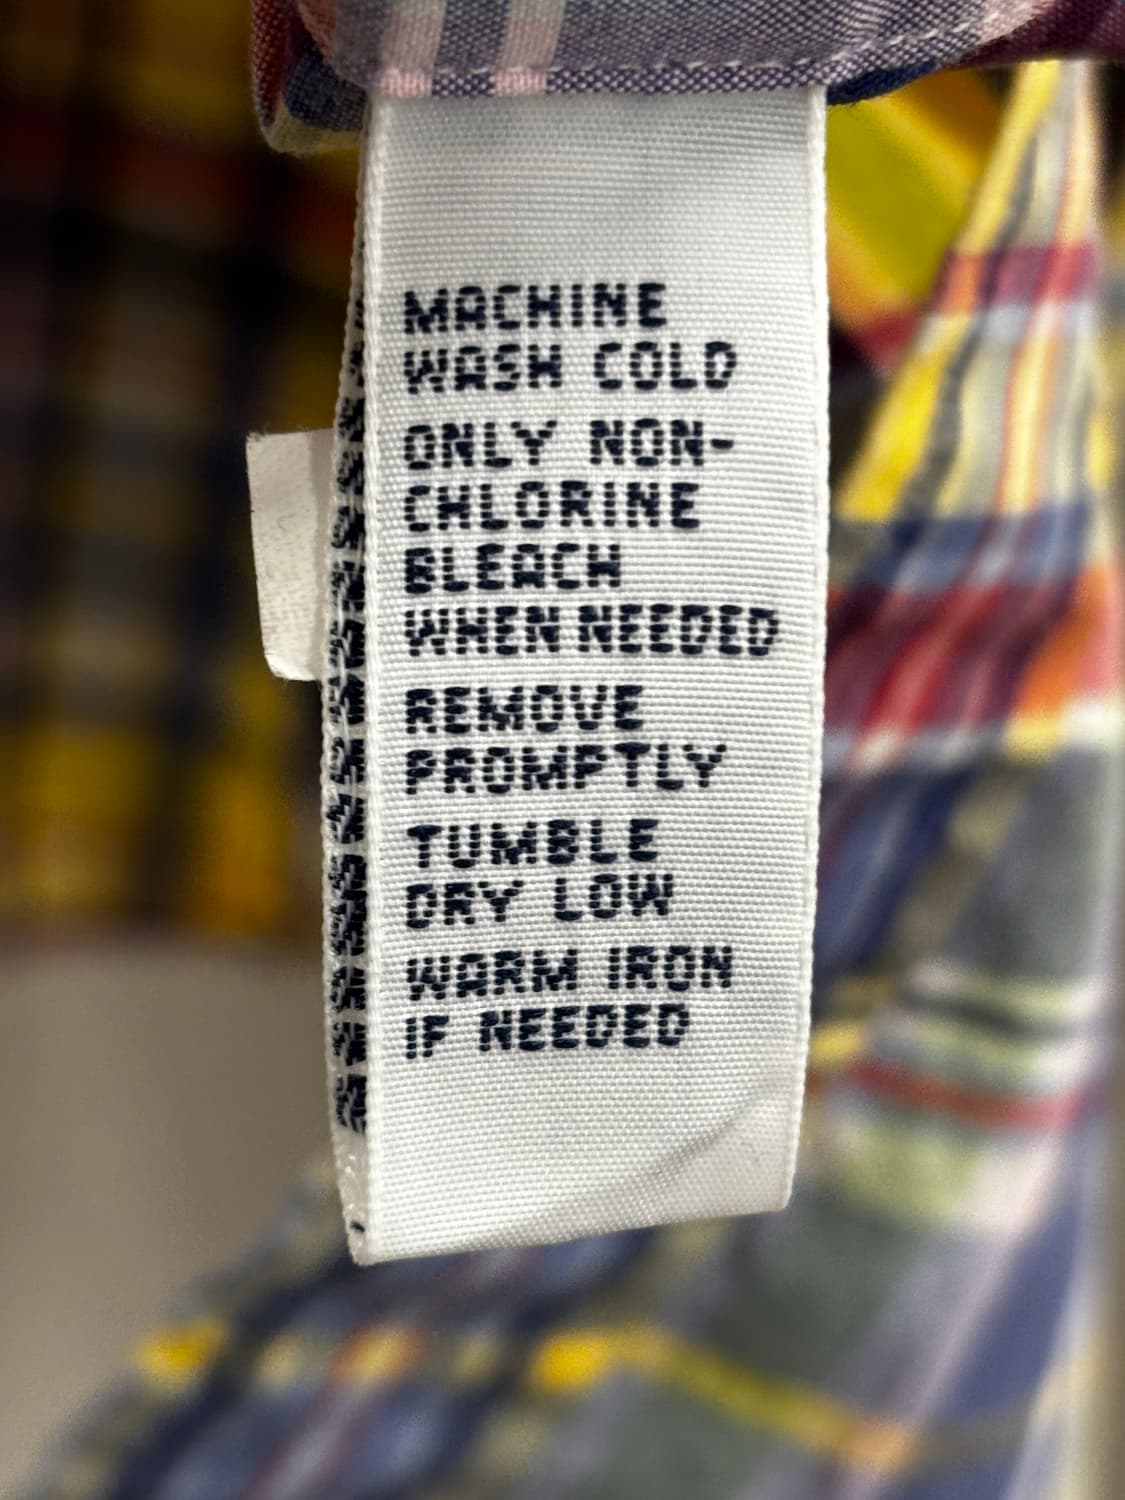 MACHINE
WASH COLD
ONLY NON-
CHLORINE
BLEACH
WHEN NEEDED
REMOVE
PROMPTLY
TUMBLE
DRY LOW
WARM IRON
IF NEEDED